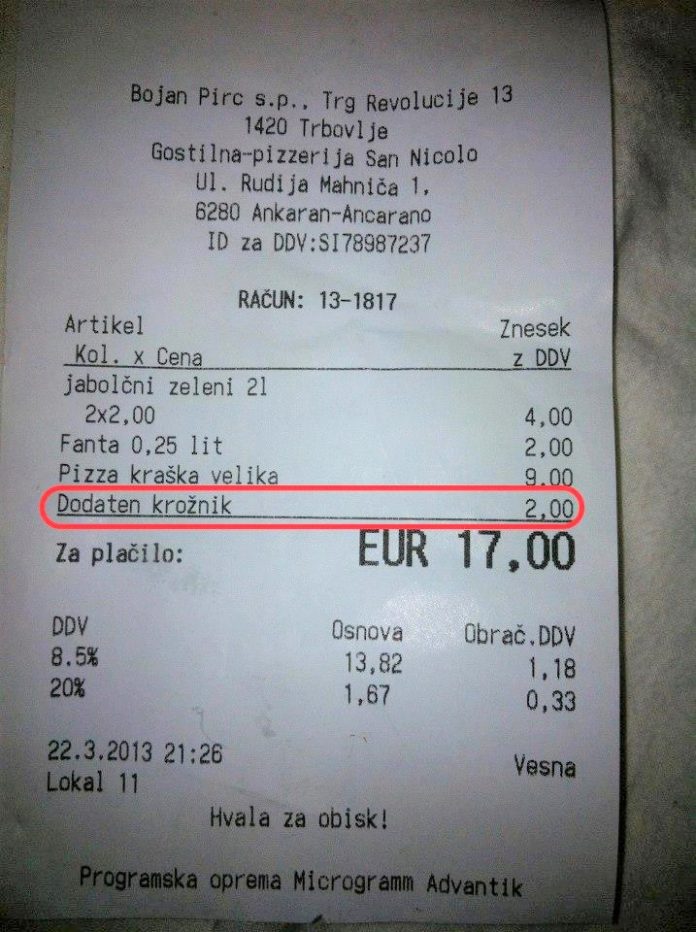 Bojan Pirc s.p., Trg Revolucije 13
1420 Trbovlje
Gostilna-pizzerija San Nicolo
Ul. Rudija Mahniča 1,
6280 Ankaran-Ancarano
ID za DDV:SI78987237
RAČUN: 13-1817
Artikel Znesek
Kol. x Cena z DDV
jabolčni zeleni 2l
2x2,00 4,00
Fanta 0,25 lit 2,00
Pizza kraška velika 9,00
Dodaten krožnik 2,00
Za plačilo: EUR 17,00
DDV Osnova Obrač.DDV
8.5% 13,82 1,18
20% 1,67 0,33
22.3.2013 21:26 Vesna
Lokal 11
Hvala za obisk!
Programska oprema Microgramm Advantik